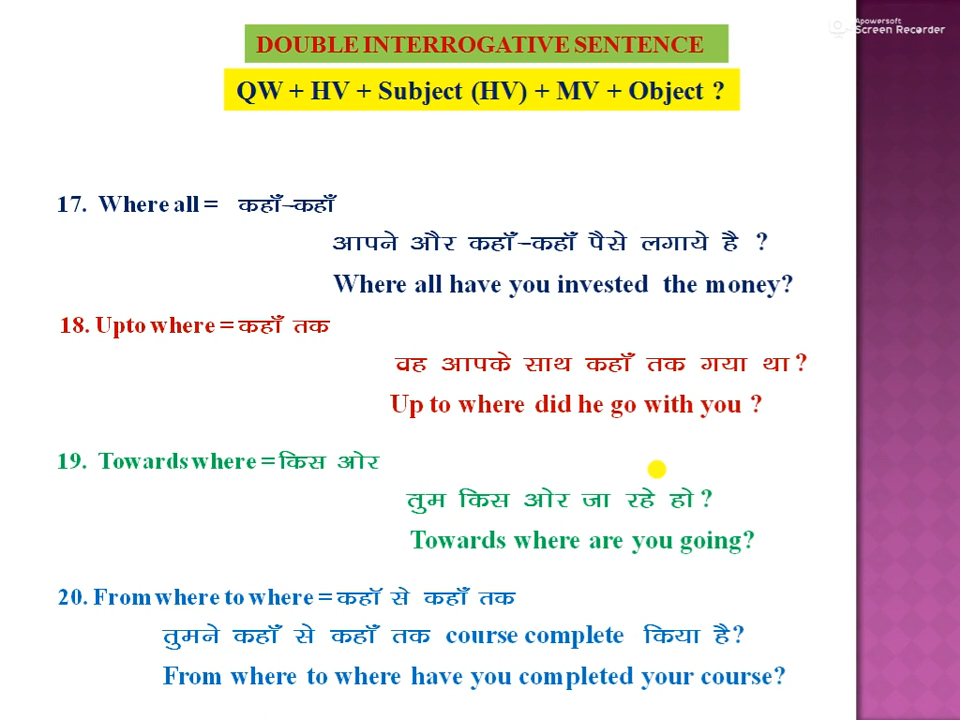 Apowersoft
Screen Recorder
DOUBLE INTERROGATIVE SENTENCE
QW + HV + Subject (HV) + MV + Object ?
17. Where all = कहाँ-कहाँ
आपने और कहाँ-कहाँ पैसे लगाये है ?
Where all have you invested the money?
18. Upto where = कहाँ तक
वह आपके साथ कहाँ तक गया था ?
Up to where did he go with you ?
19. Towards where = किस ओर
तुम किस ओर जा रहे हो ?
Towards where are you going?
20. From where to where = कहॉ से कहाँ तक
तुमने कहाँ से कहाँ तक course complete किया है?
From where to where have you completed your course?